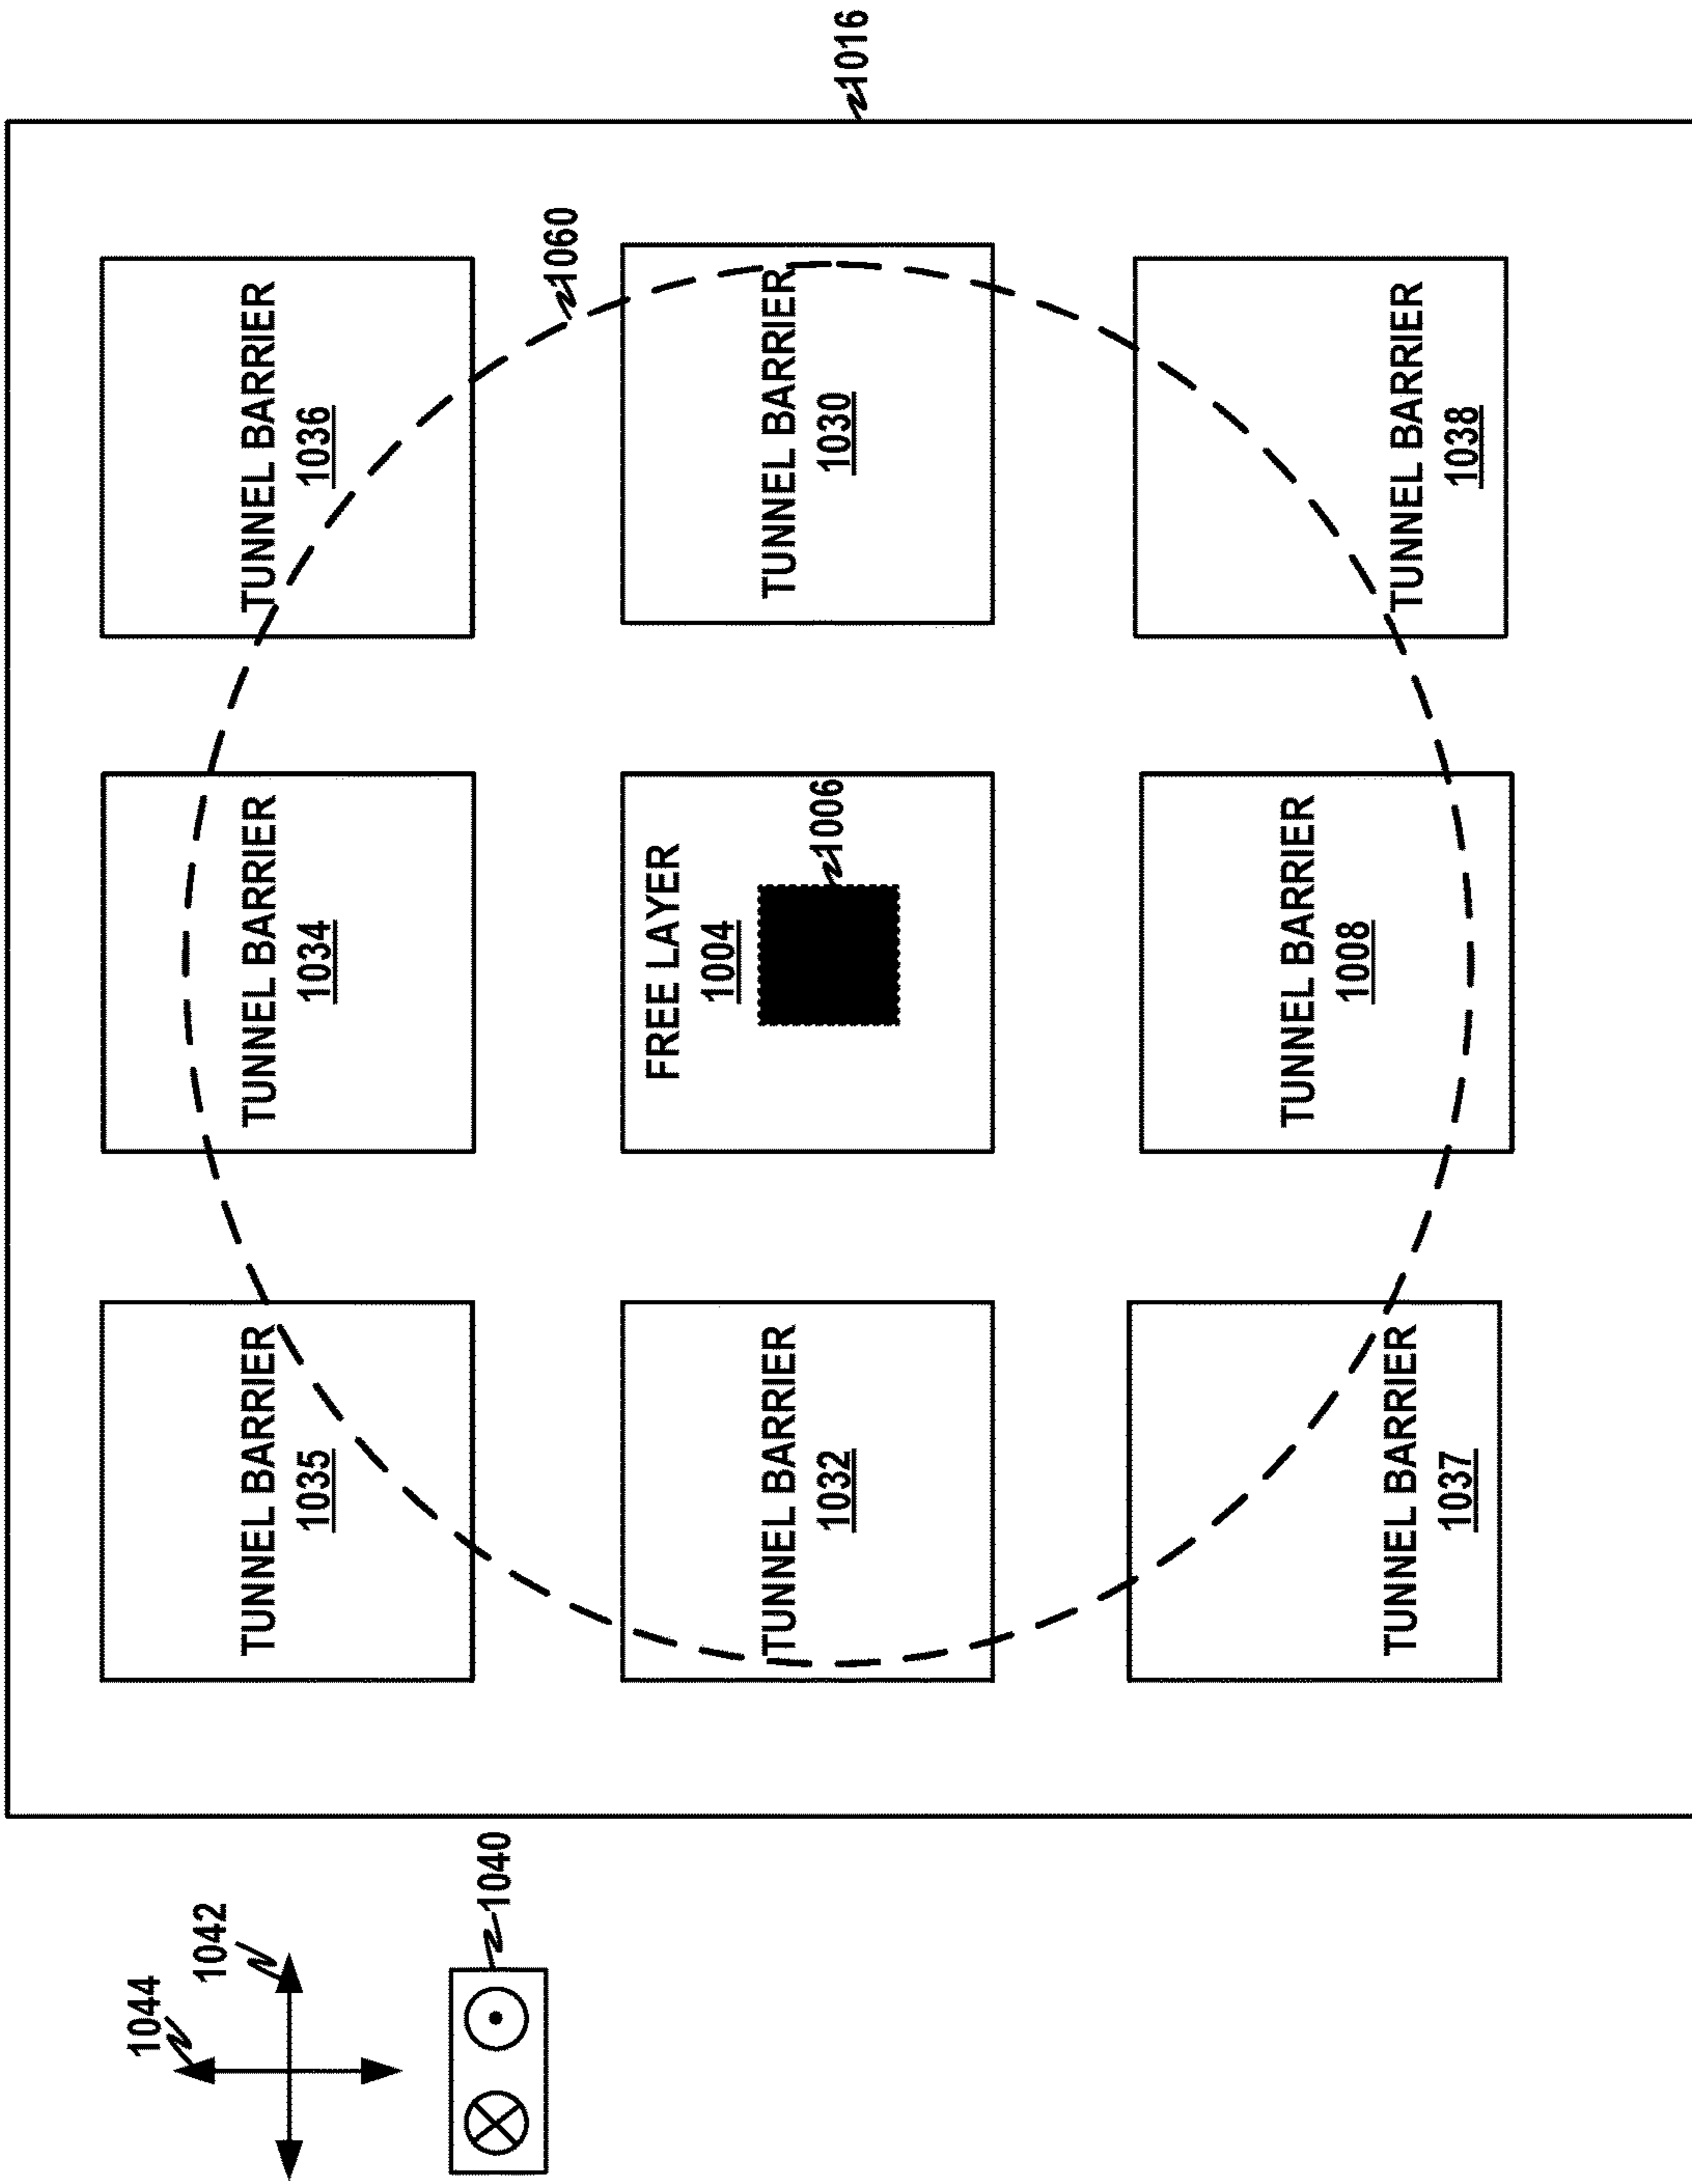 1044
1042
1040
TUNNEL BARRIER
1035
TUNNEL BARRIER
1034
TUNNEL BARRIER
1036
1060
TUNNEL BARRIER
1032
FREE LAYER
1004
1006
TUNNEL BARRIER
1030
1016
TUNNEL BARRIER
1037
TUNNEL BARRIER
1008
TUNNEL BARRIER
1038